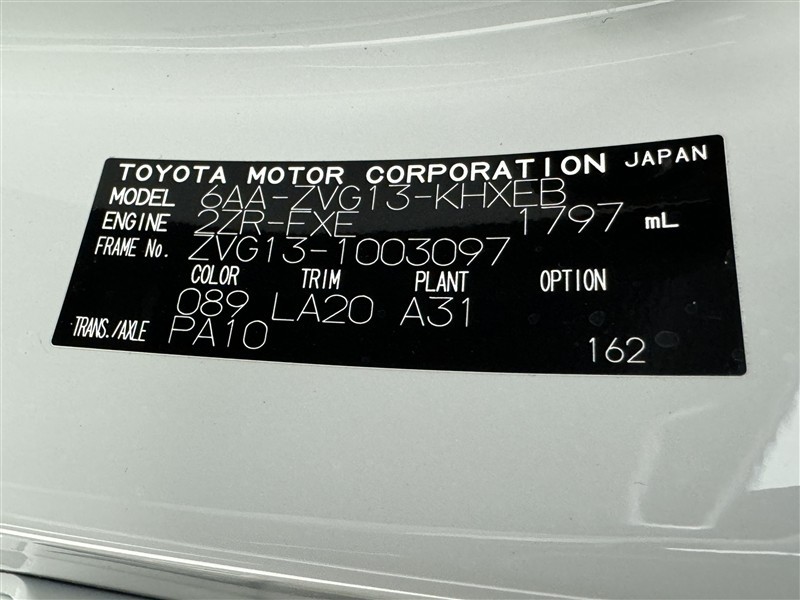 TOYOTA MOTOR CORPORATION JAPAN
MODEL 6AA-ZVG13-KHXEB
ENGINE 2ZR-FXE 1797 mL
FRAME No. ZVG13-1003097
COLOR TRIM PLANT OPTION
089 LA20 A31
TRANS./AXLE PA10
162